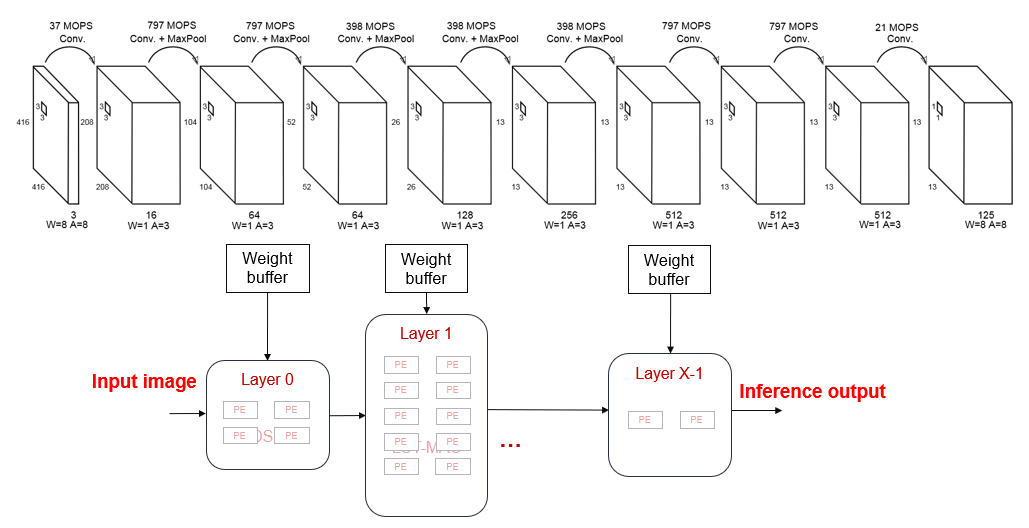 37 MOPS
Conv.
797 MOPS
Conv. + MaxPool
797 MOPS
Conv. + MaxPool
398 MOPS
Conv. + MaxPool
398 MOPS
Conv. + MaxPool
398 MOPS
Conv. + MaxPool
797 MOPS
Conv.
797 MOPS
Conv.
21 MOPS
Conv.
3
3
416
416
3
W=8 A=8
3
3
208
208
16
W=1 A=3
3
3
104
104
64
W=1 A=3
3
3
52
52
64
W=1 A=3
3
3
26
26
128
W=1 A=3
3
3
13
13
256
W=1 A=3
3
3
13
13
512
W=1 A=3
3
3
13
13
512
W=1 A=3
3
3
13
13
512
W=1 A=3
1
1
13
13
125
W=8 A=8
Weight
buffer
Weight
buffer
Weight
buffer
Input image
Layer 0
PE PE
PE PE
Layer 1
PE PE
PE PE
PE PE
PE PE
PE PE
...
Layer X-1
PE PE
Inference output